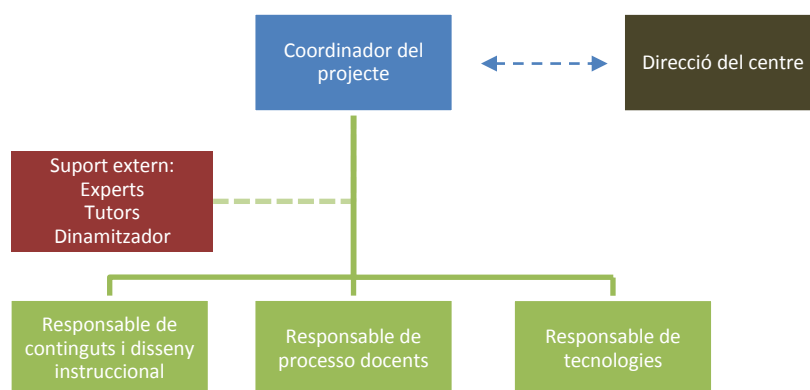 Coordinador del
projecte
Direcció del centre
Suport extern:
Experts
Tutors
Dinamitzador
Responsable de
continguts i disseny
instruccional
Responsable de
processo docents
Responsable de
tecnologies